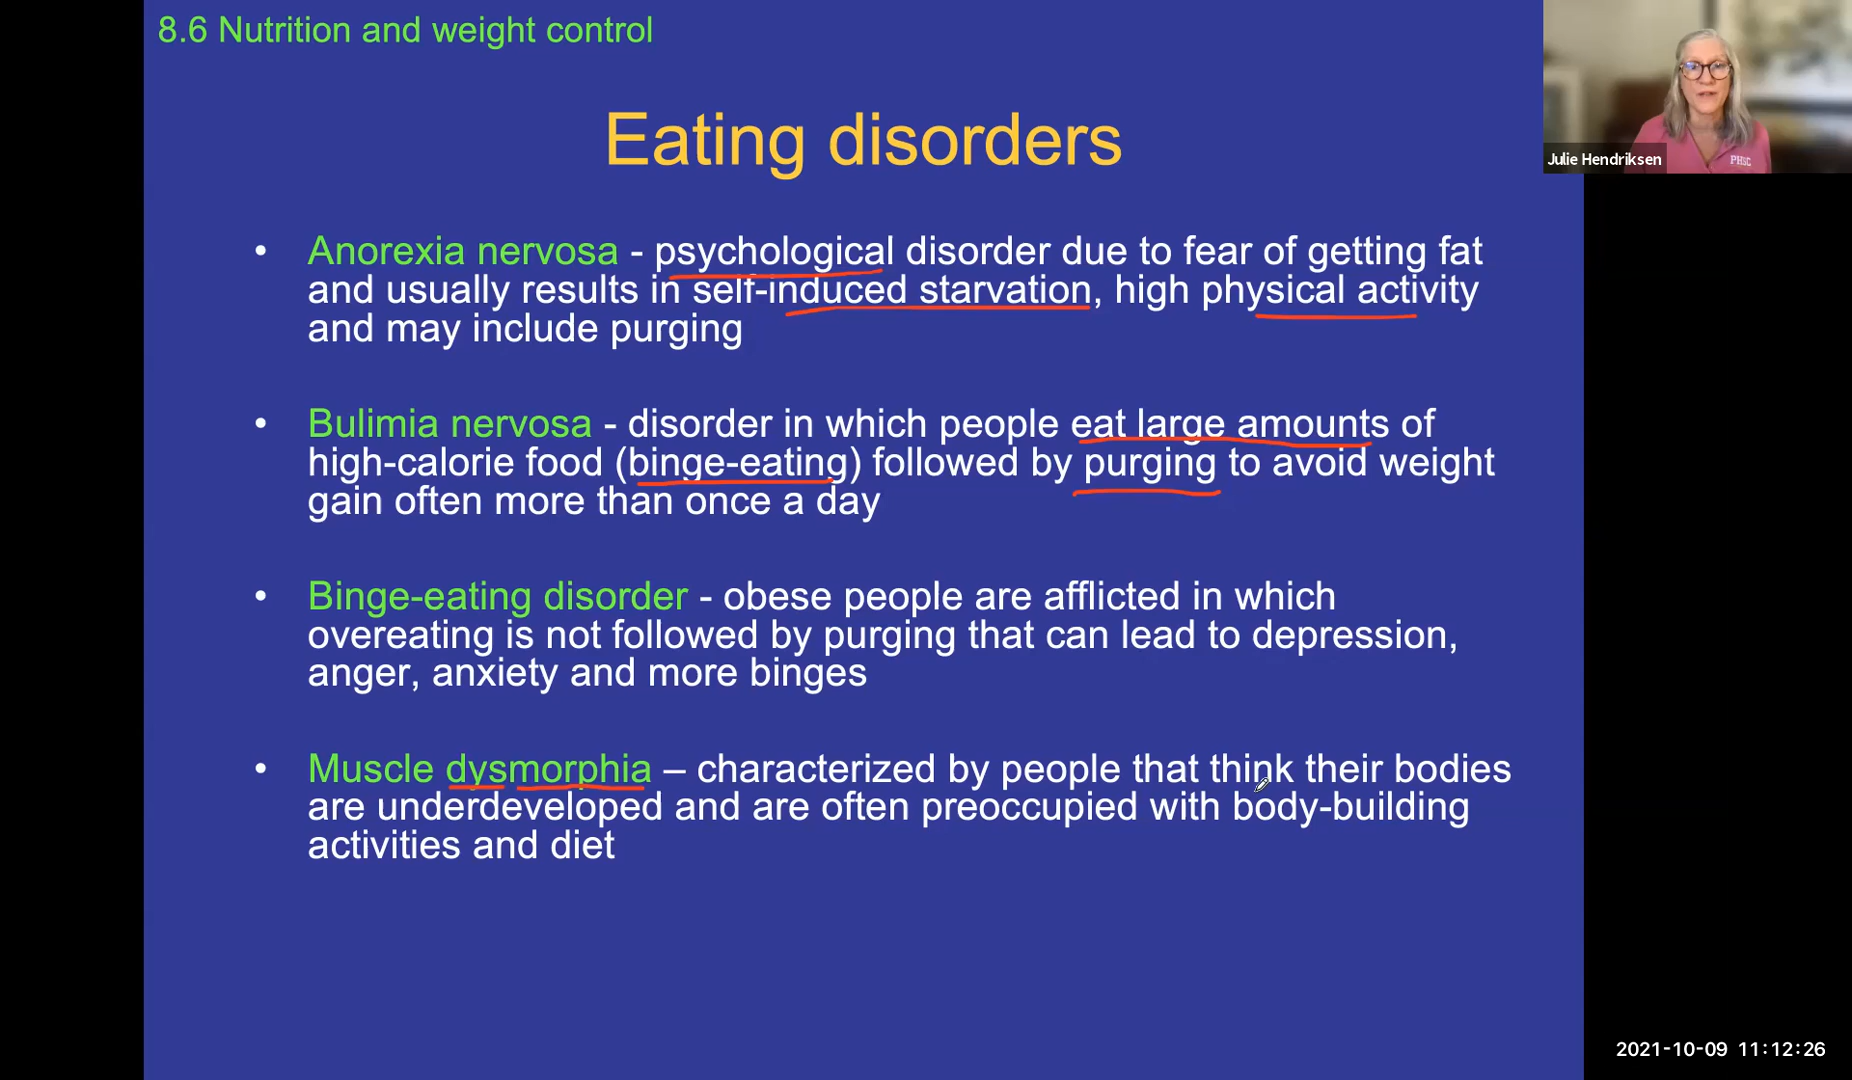 8.6 Nutrition and weight control
Eating disorders
• Anorexia nervosa - psychological disorder due to fear of getting fat
and usually results in self-induced starvation, high physical activity
and may include purging
• Bulimia nervosa - disorder in which people eat large amounts of
high-calorie food (binge-eating) followed by purging to avoid weight
gain often more than once a day
• Binge-eating disorder - obese people are afflicted in which
overeating is not followed by purging that can lead to depression,
anger, anxiety and more binges
• Muscle dysmorphia – characterized by people that think their bodies
are underdeveloped and are often preoccupied with body-building
activities and diet
PHSC
Julie Hendriksen
2021-10-09 11:12:26